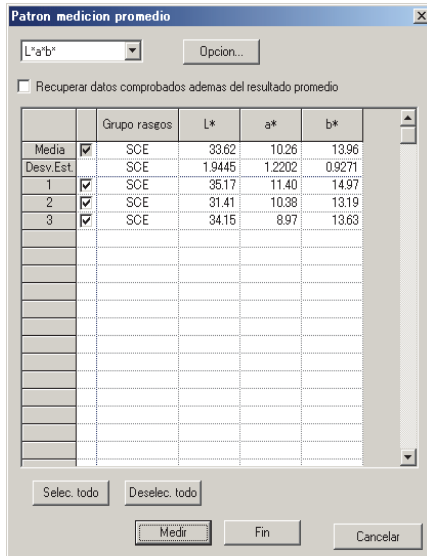 Patron medicion promedio
L*a*b* Opcion...
Recuperar datos comprobados ademas del resultado promedio
Grupo rasgos L* a* b*
Media SCE 33.62 10.26 13.96
Desv.Est. SCE 1.9445 1.2202 0.9271
1 SCE 35.17 11.40 14.97
2 SCE 31.41 10.38 13.19
3 SCE 34.15 8.97 13.63
Selec. todo Deselec. todo
Medir Fin Cancelar